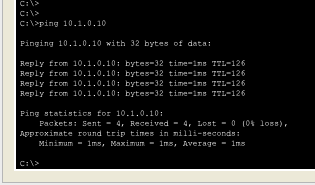 C:\>
C:\>
C:\>ping 10.1.0.10
Pinging 10.1.0.10 with 32 bytes of data:
Reply from 10.1.0.10: bytes=32 time=1ms TTL=126
Reply from 10.1.0.10: bytes=32 time=1ms TTL=126
Reply from 10.1.0.10: bytes=32 time=1ms TTL=126
Reply from 10.1.0.10: bytes=32 time=1ms TTL=126
Ping statistics for 10.1.0.10:
    Packets: Sent = 4, Received = 4, Lost = 0 (0% loss),
Approximate round trip times in milli-seconds:
    Minimum = 1ms, Maximum = 1ms, Average = 1ms
C:\>